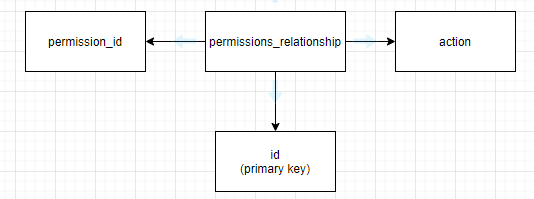 permission_id
permissions_relationship
action
id
(primary key)